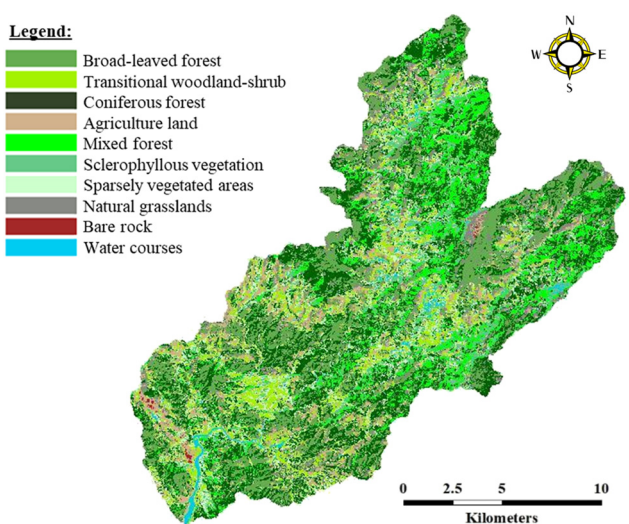 Legend:
Broad-leaved forest
Transitional woodland-shrub
Coniferous forest
Agriculture land
Mixed forest
Sclerophyllous vegetation
Sparsely vegetated areas
Natural grasslands
Bare rock
Water courses
N
W E
S
0 2.5 5 10
Kilometers